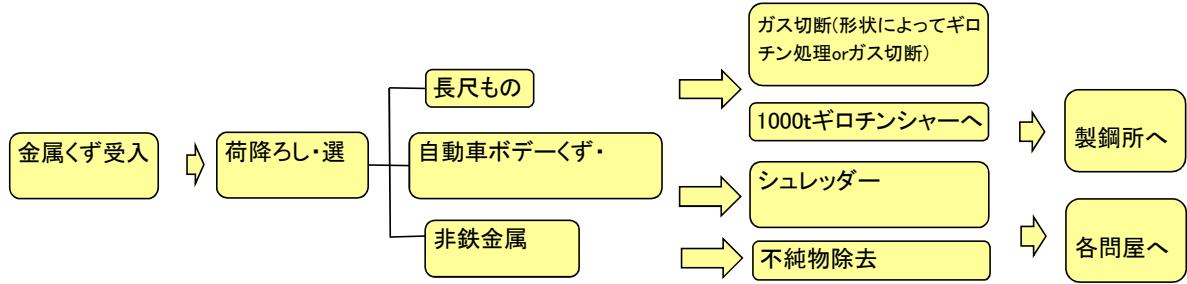 金属くず受入
荷降ろし・選
長尺もの
自動車ボデーくず・
非鉄金属
ガス切断(形状によってギロ
チン処理orガス切断)
1000tギロチンシャーへ
シュレッダー
不純物除去
製鋼所へ
各問屋へ